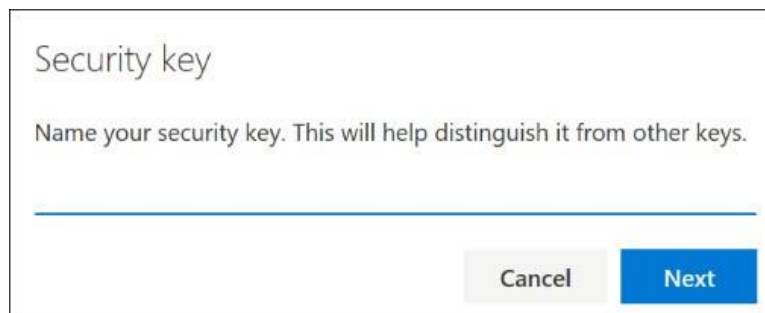 Security key
Name your security key. This will help distinguish it from other keys.
Cancel
Next